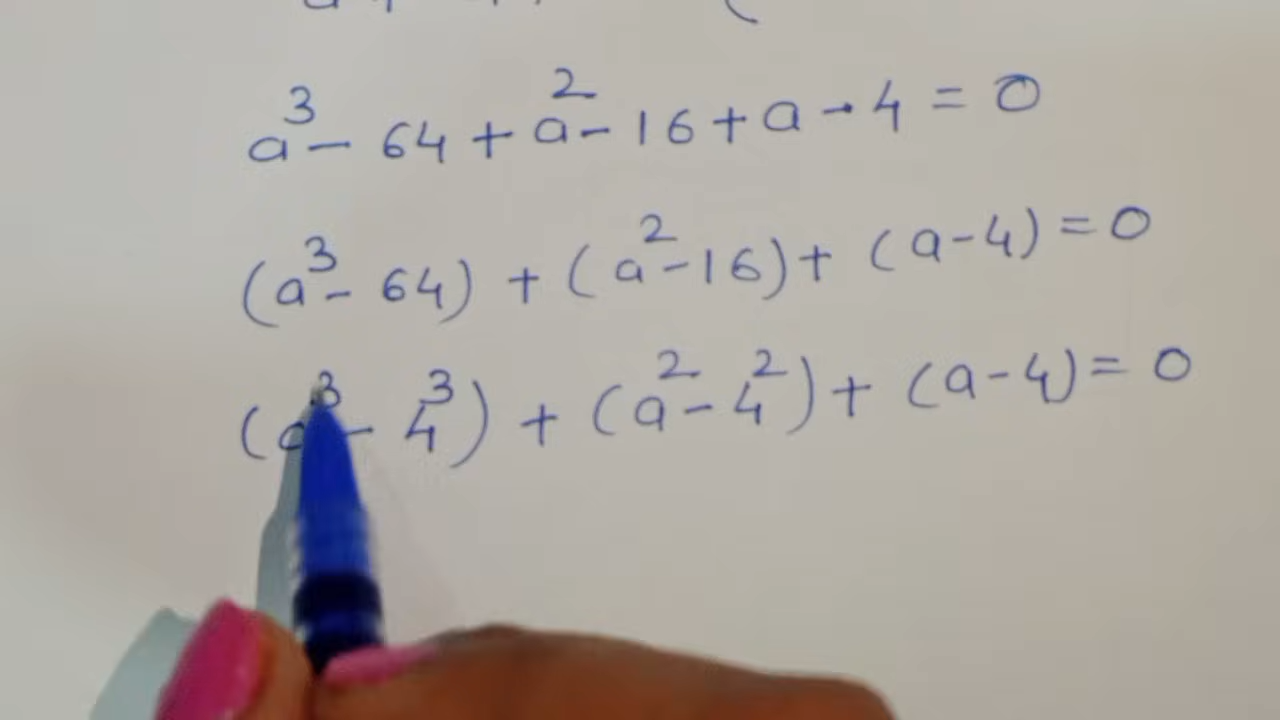 a³ - 64 + a² - 16 + a - 4 = 0
(a³ - 64) + (a² - 16) + (a - 4) = 0
(a³ - 4³) + (a² - 4²) + (a - 4) = 0